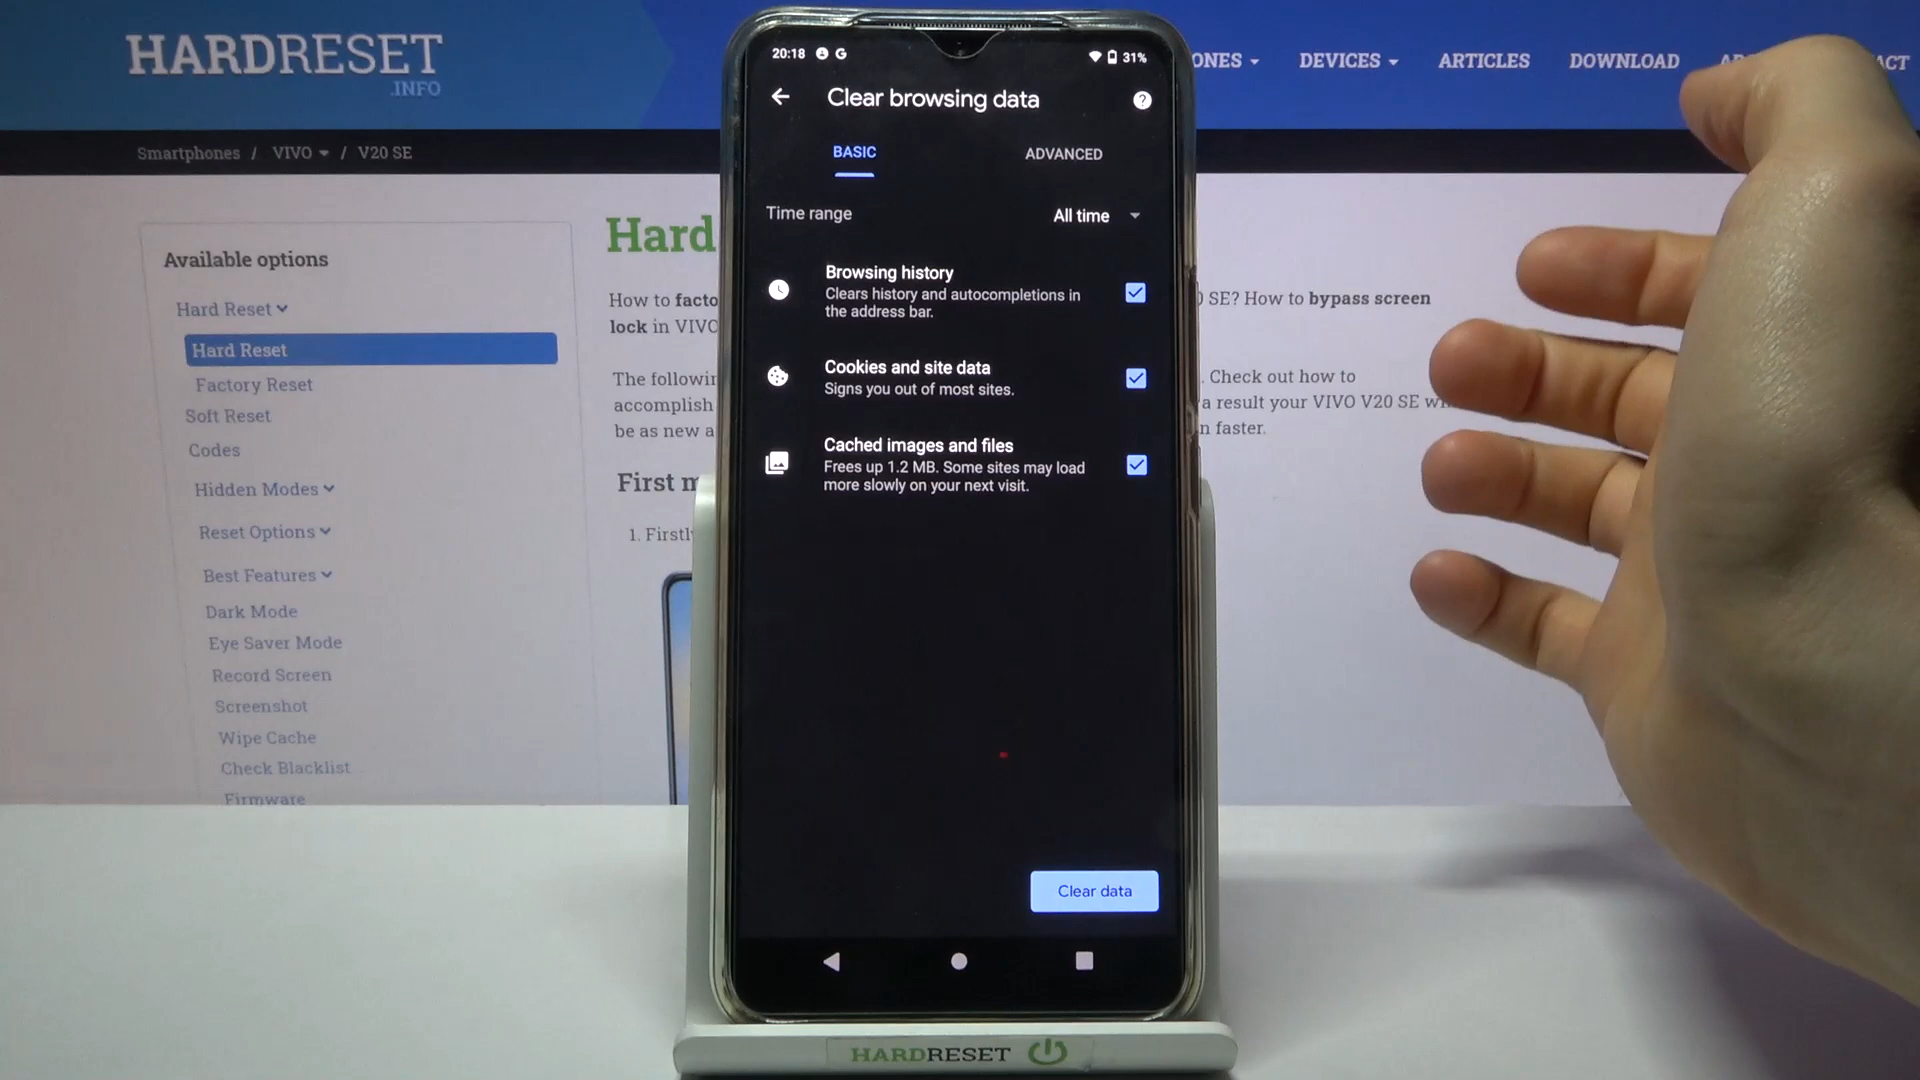 HARDRESET
.INFO
DEVICES
ARTICLES
DOWNLOAD
Smartphones / VIVO / V20 SE
Available options
Hard Reset
Hard Reset
Factory Reset
Soft Reset
Codes
Hidden Modes
Reset Options
Best Features
Dark Mode
Eye Saver Mode
Record Screen
Screenshot
Wipe Cache
Check Blacklist
Firmware
Hard
How to facto
SE? How to bypass screen
lock in VIVO
The followin
. Check out how to
accomplish
a result your VIVO V20 SE
be as new a
n faster.
First m
1. Firstl
20:18
G
31%
Clear browsing data
?
BASIC
ADVANCED
Time range
All time
Browsing history
Clears history and autocompletions in
the address bar.
Cookies and site data
Signs you out of most sites.
Cached images and files
Frees up 1.2 MB. Some sites may load
more slowly on your next visit.
Clear data
HARDRESET